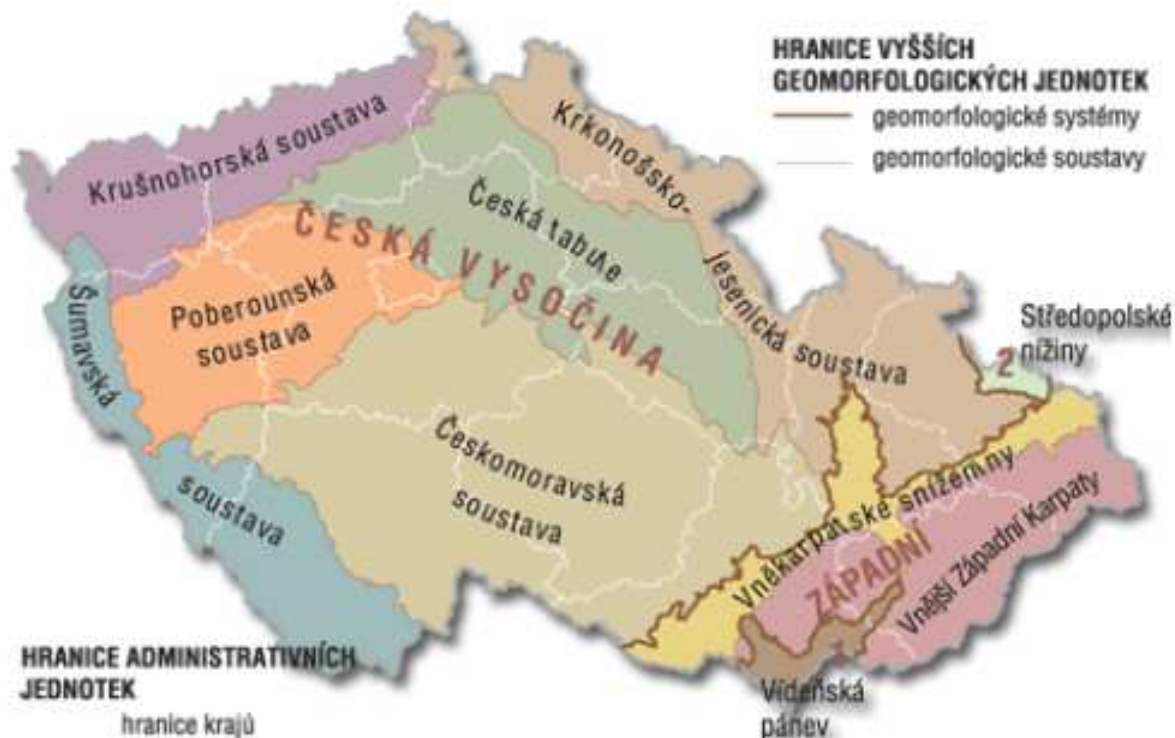 HRANICE VYŠŠÍCH
GEOMORFOLOGICKÝCH JEDNOTEK
geomorfologické systémy
geomorfologické soustavy
Krušnohorská soustava
Krkonošsko-
jesenická soustava
Česká tabule
ČESKÁ VYSOČINA
Poberounská
soustava
Šumavská
soustava
Českomoravská
soustava
Středopolské
nížiny
2
Vněkarpatské sníženiny
ZÁPADNÍ
Vnější Západní Karpaty
Vídeňská
pánev
HRANICE ADMINISTRATIVNÍCH
JEDNOTEK
hranice krajů